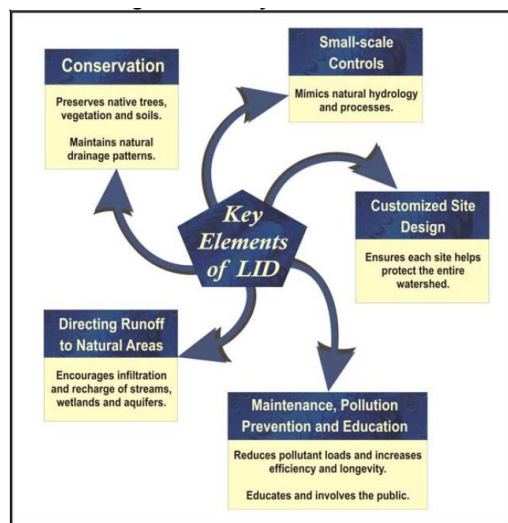 Conservation
Preserves native trees,
vegetation and soils.
Maintains natural
drainage patterns.
Small-scale
Controls
Mimics natural hydrology
and processes.
Key
Elements
of LID
Customized Site
Design
Ensures each site helps
protect the entire
watershed.
Directing Runoff
to Natural Areas
Encourages infiltration
and recharge of streams,
wetlands and aquifers.
Maintenance, Pollution
Prevention and Education
Reduces pollutant loads and increases
efficiency and longevity.
Educates and involves the public.